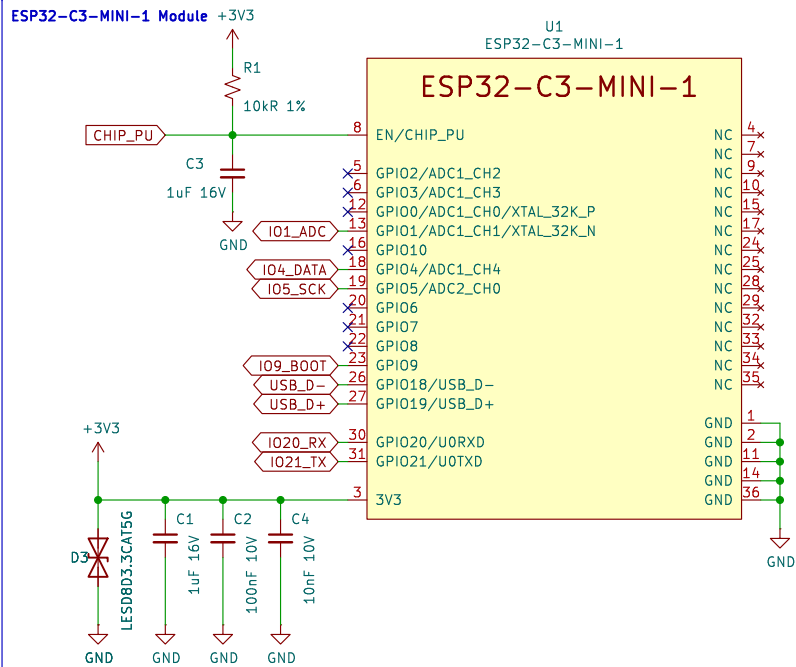 ESP32-C3-MINI-1 Module
+3V3
R1
10kR 1%
CHIP_PU
C3
1uF 16V
GND
U1
ESP32-C3-MINI-1
ESP32-C3-MINI-1
8 EN/CHIP_PU
5 GPIO2/ADC1_CH2
6 GPIO3/ADC1_CH3
12 GPIO0/ADC1_CH0/XTAL_32K_P
IO1_ADC 13 GPIO1/ADC1_CH1/XTAL_32K_N
16 GPIO10
IO4_DATA 18 GPIO4/ADC1_CH4
IO5_SCK 19 GPIO5/ADC2_CH0
20 GPIO6
21 GPIO7
22 GPIO8
IO9_BOOT 23 GPIO9
USB_D- 26 GPIO18/USB_D-
USB_D+ 27 GPIO19/USB_D+
IO20_RX 30 GPIO20/U0RXD
IO21_TX 31 GPIO21/U0TXD
3 3V3
NC 4
NC 7
NC 9
NC 10
NC 15
NC 17
NC 24
NC 25
NC 28
NC 29
NC 32
NC 33
NC 34
NC 35
GND 1
GND 2
GND 11
GND 14
GND 36
GND
+3V3
D3
LESD8D3.3CAT5G
C1
1uF 16V
C2
100nF 10V
C4
10nF 10V
GND
GND
GND
GND